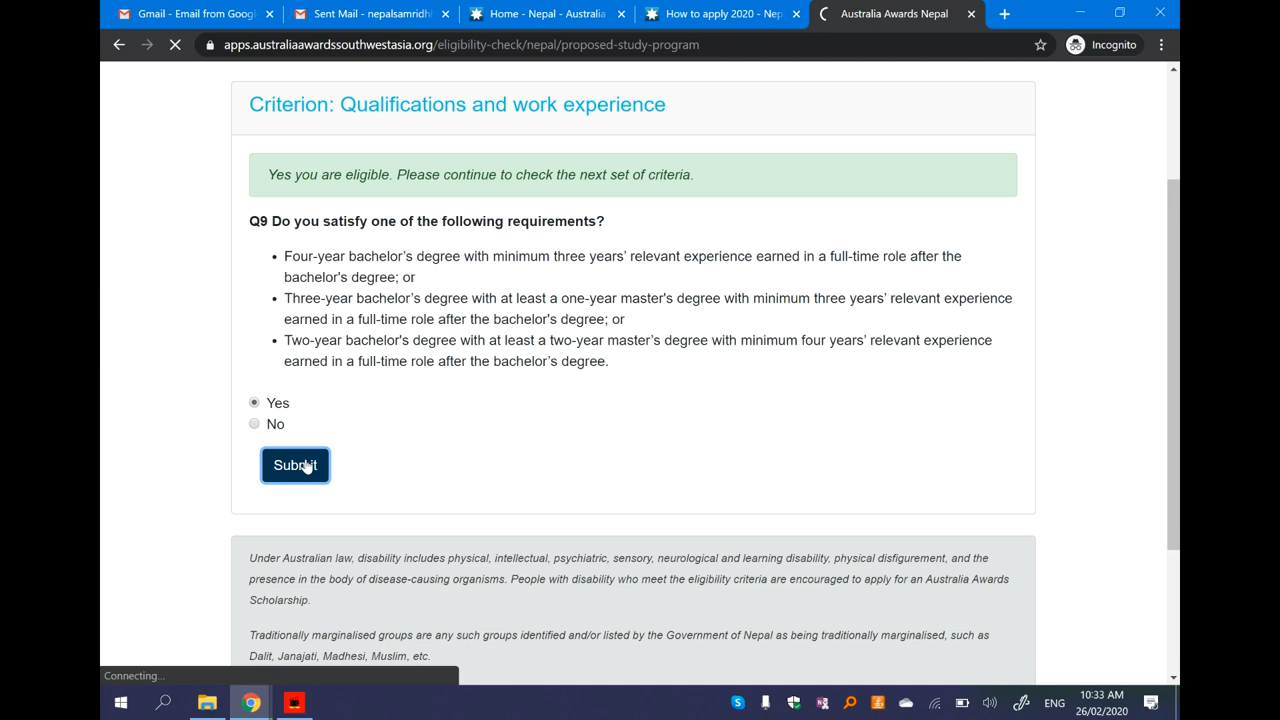 Gmail - Email from Googl
Sent Mail - nepalsamridhi
Home - Nepal - Australia
How to apply 2020 - Nep
Australia Awards Nepal
apps.australiaawardssouthwestasia.org/eligibility-check/nepal/proposed-study-program
Incognito
Criterion: Qualifications and work experience
Yes you are eligible. Please continue to check the next set of criteria.
Q9 Do you satisfy one of the following requirements?
• Four-year bachelor’s degree with minimum three years’ relevant experience earned in a full-time role after the
bachelor's degree; or
• Three-year bachelor’s degree with at least a one-year master's degree with minimum three years’ relevant experience
earned in a full-time role after the bachelor's degree; or
• Two-year bachelor's degree with at least a two-year master’s degree with minimum four years’ relevant experience
earned in a full-time role after the bachelor’s degree.
Yes
No
Submit
Under Australian law, disability includes physical, intellectual, psychiatric, sensory, neurological and learning disability, physical disfigurement, and the
presence in the body of disease-causing organisms. People with disability who meet the eligibility criteria are encouraged to apply for an Australia Awards
Scholarship.
Traditionally marginalised groups are any such groups identified and/or listed by the Government of Nepal as being traditionally marginalised, such as
Dalit, Janajati, Madhesi, Muslim, etc.
Connecting...
ENG
10:33 AM
26/02/2020